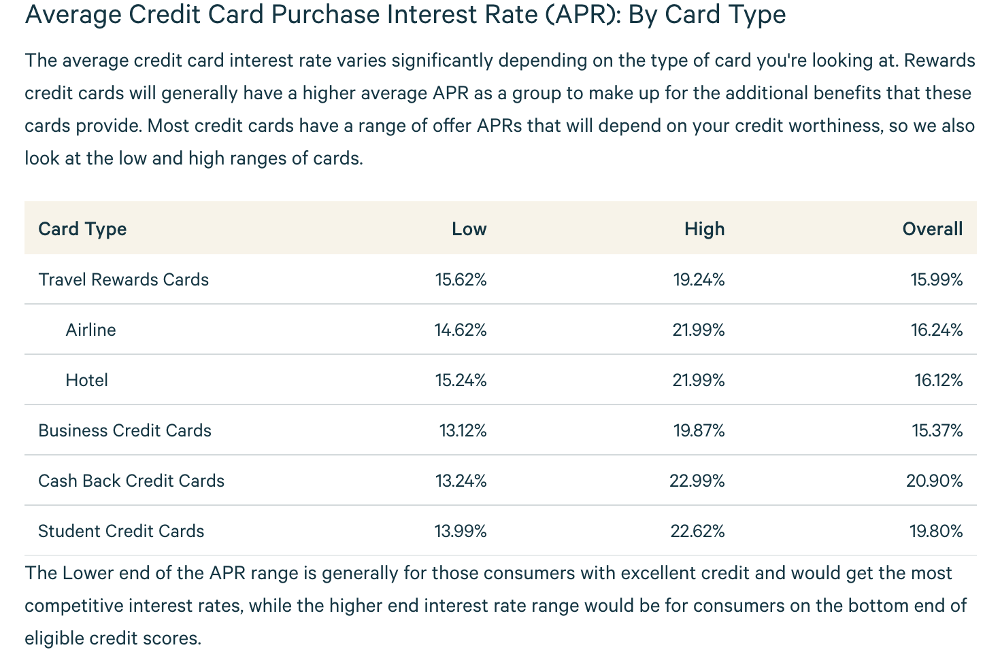 Average Credit Card Purchase Interest Rate (APR): By Card Type
The average credit card interest rate varies significantly depending on the type of card you're looking at. Rewards
credit cards will generally have a higher average APR as a group to make up for the additional benefits that these
cards provide. Most credit cards have a range of offer APRs that will depend on your credit worthiness, so we also
look at the low and high ranges of cards.
Card Type Low High Overall
Travel Rewards Cards 15.62% 19.24% 15.99%
Airline 14.62% 21.99% 16.24%
Hotel 15.24% 21.99% 16.12%
Business Credit Cards 13.12% 19.87% 15.37%
Cash Back Credit Cards 13.24% 22.99% 20.90%
Student Credit Cards 13.99% 22.62% 19.80%
The Lower end of the APR range is generally for those consumers with excellent credit and would get the most
competitive interest rates, while the higher end interest rate range would be for consumers on the bottom end of
eligible credit scores.